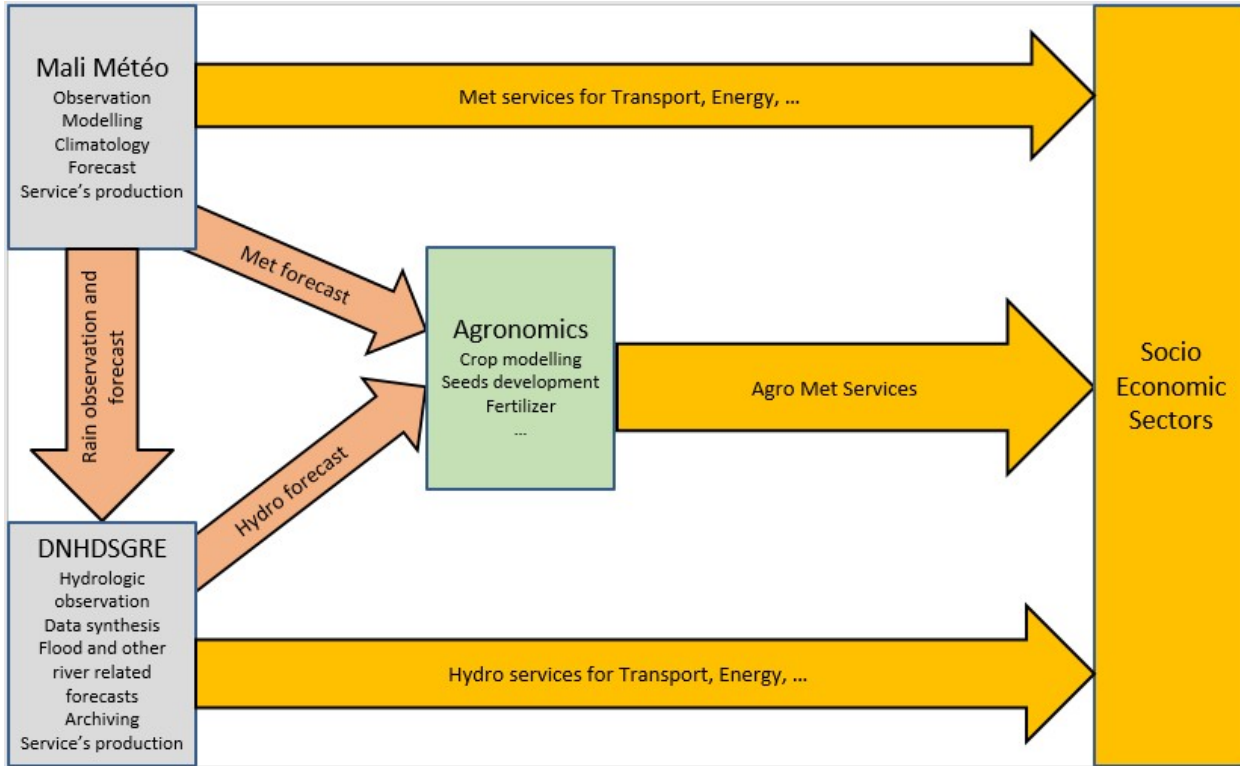 Mali Météo
Observation
Modelling
Climatology
Forecast
Service’s production
Met services for Transport, Energy, ...
Met forecast
Rain observation and
forecast
Agronomics
Crop modelling
Seeds development
Fertilizer
...
Agro Met Services
Socio
Economic
Sectors
Hydro forecast
DNHDSGRE
Hydrologic
observation
Data synthesis
Flood and other
river related
forecasts
Archiving
Service’s production
Hydro services for Transport, Energy, ...